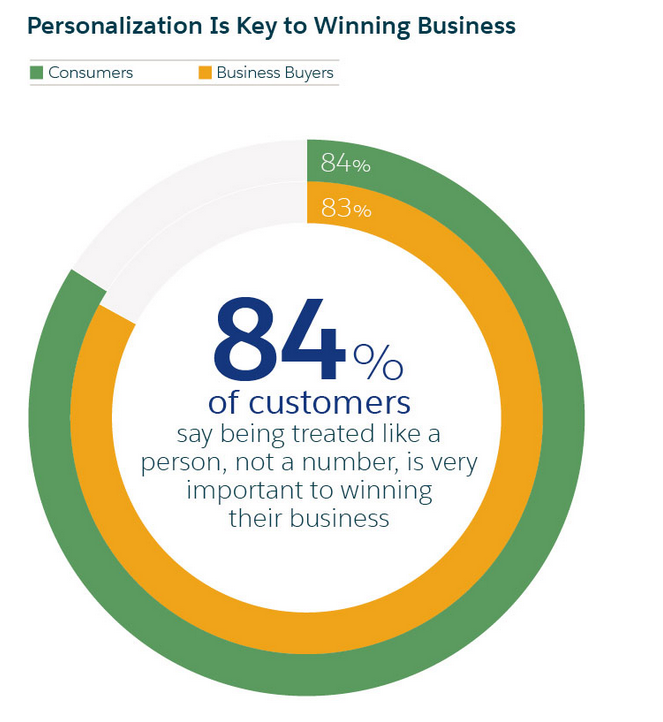 Personalization Is Key to Winning Business
Consumers Business Buyers
84%
83%
84%
of customers
say being treated like a
person, not a number, is very
important to winning
their business